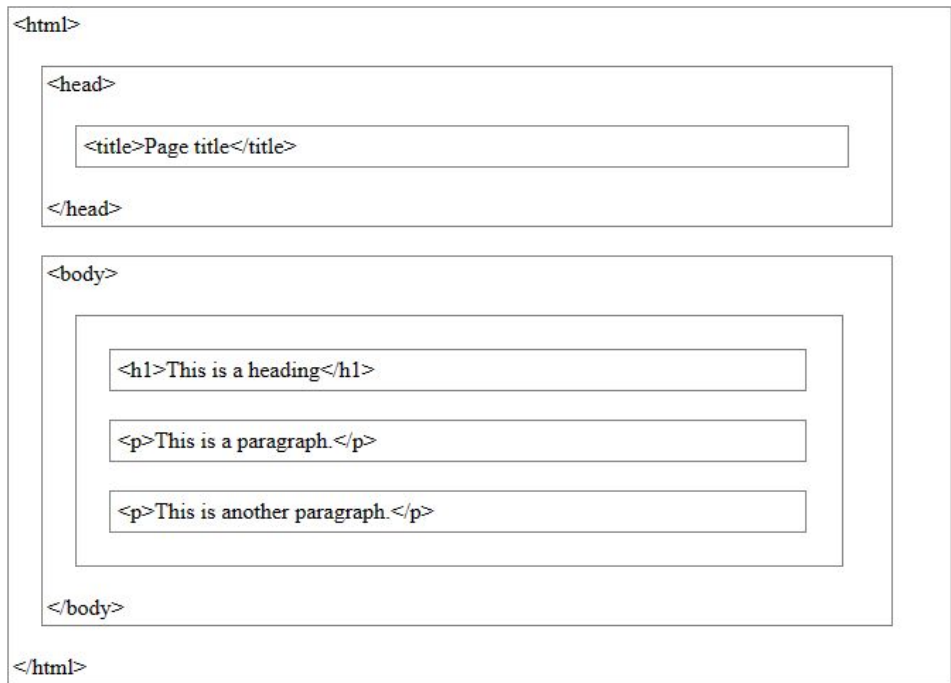 <html>
<head>
<title>Page title</title>
</head>
<body>
<h1>This is a heading</h1>
<p>This is a paragraph.</p>
<p>This is another paragraph.</p>
</body>
</html>